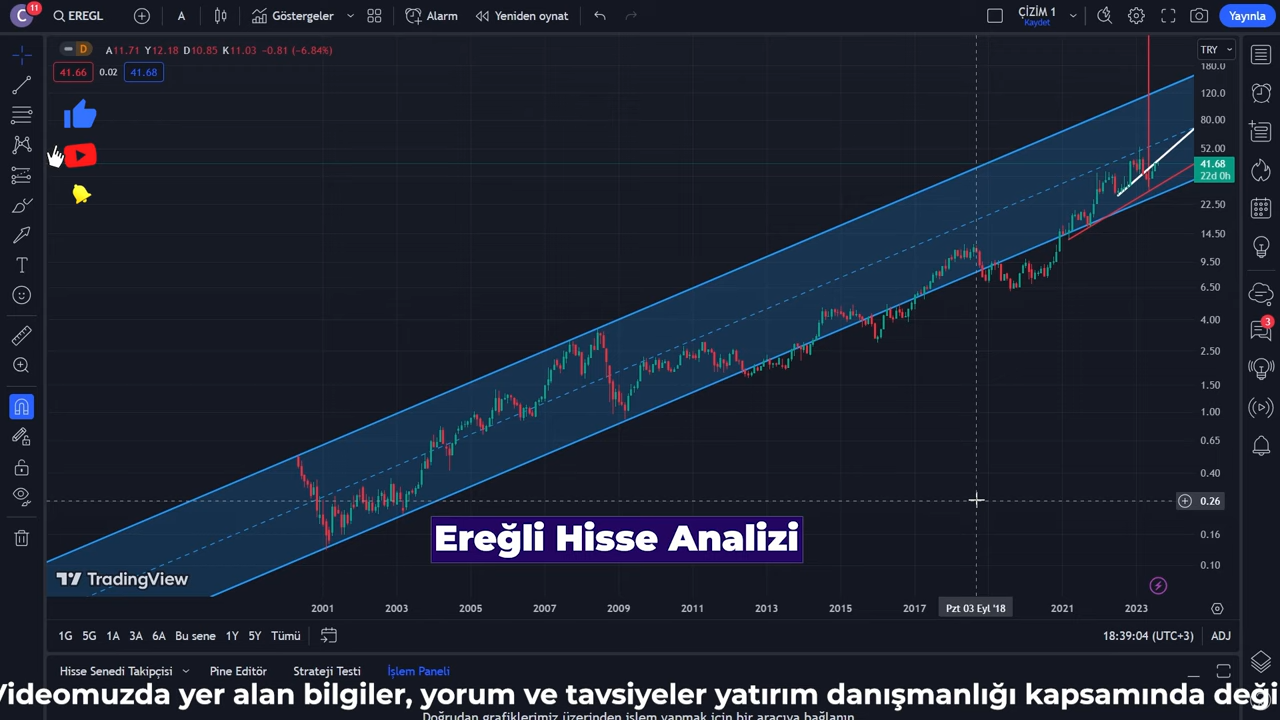 C 11 EREGL A Göstergeler Alarm Yeniden oynat ÇİZİM 1 Kaydet Yayınla
D A11.71 Y12.18 D10.85 K11.03 −0.81 (−6.84%) TRY
41.66 0.02 41.68
180.0
120.0
80.00
52.00
41.68
22d 0h
22.50
14.50
9.50
6.50
4.00
2.50
1.50
1.00
0.65
0.40
0.26
0.16
0.10
3
Ereğli Hisse Analizi
TradingView
2001 2003 2005 2007 2009 2011 2013 2015 2017 Pzt 03 Eyl '18 2021 2023
1G 5G 1A 3A 6A Bu sene 1Y 5Y Tümü 18:39:04 (UTC+3) ADJ
Hisse Senedi Takipçisi Pine Editör Strateji Testi İşlem Paneli
Videomuzda yer alan bilgiler, yorum ve tavsiyeler yatırım danışmanlığı kapsamında deği
Doğrudan grafiklerimiz üzerinden işlem yapmak için bir aracıya bağlanın